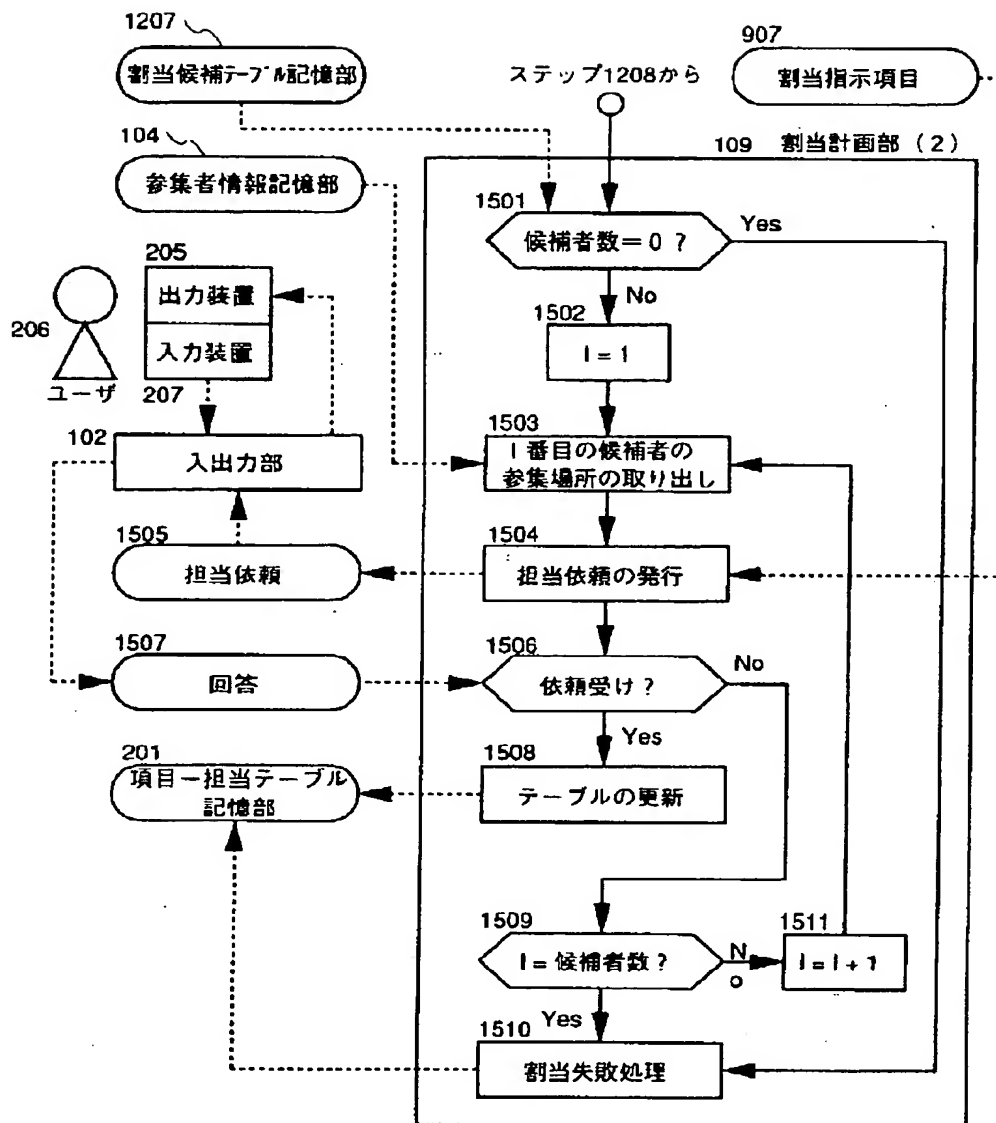 1207
割当候補テーブル記憶部
ステップ1208から
907
割当指示項目
104
参集者情報記憶部
109 割当計画部（2）
1501
候補者数＝0？
Yes
No
205
出力装置
206
ユーザ
入力装置
207
1502
I＝1
102
入出力部
1503
I番目の候補者の
参集場所の取り出し
1505
担当依頼
1504
担当依頼の発行
1507
回答
1506
依頼受け？
No
Yes
201
項目ー担当テーブル
記憶部
1508
テーブルの更新
1509
I＝候補者数？
No
1511
I＝I＋1
Yes
1510
割当失敗処理